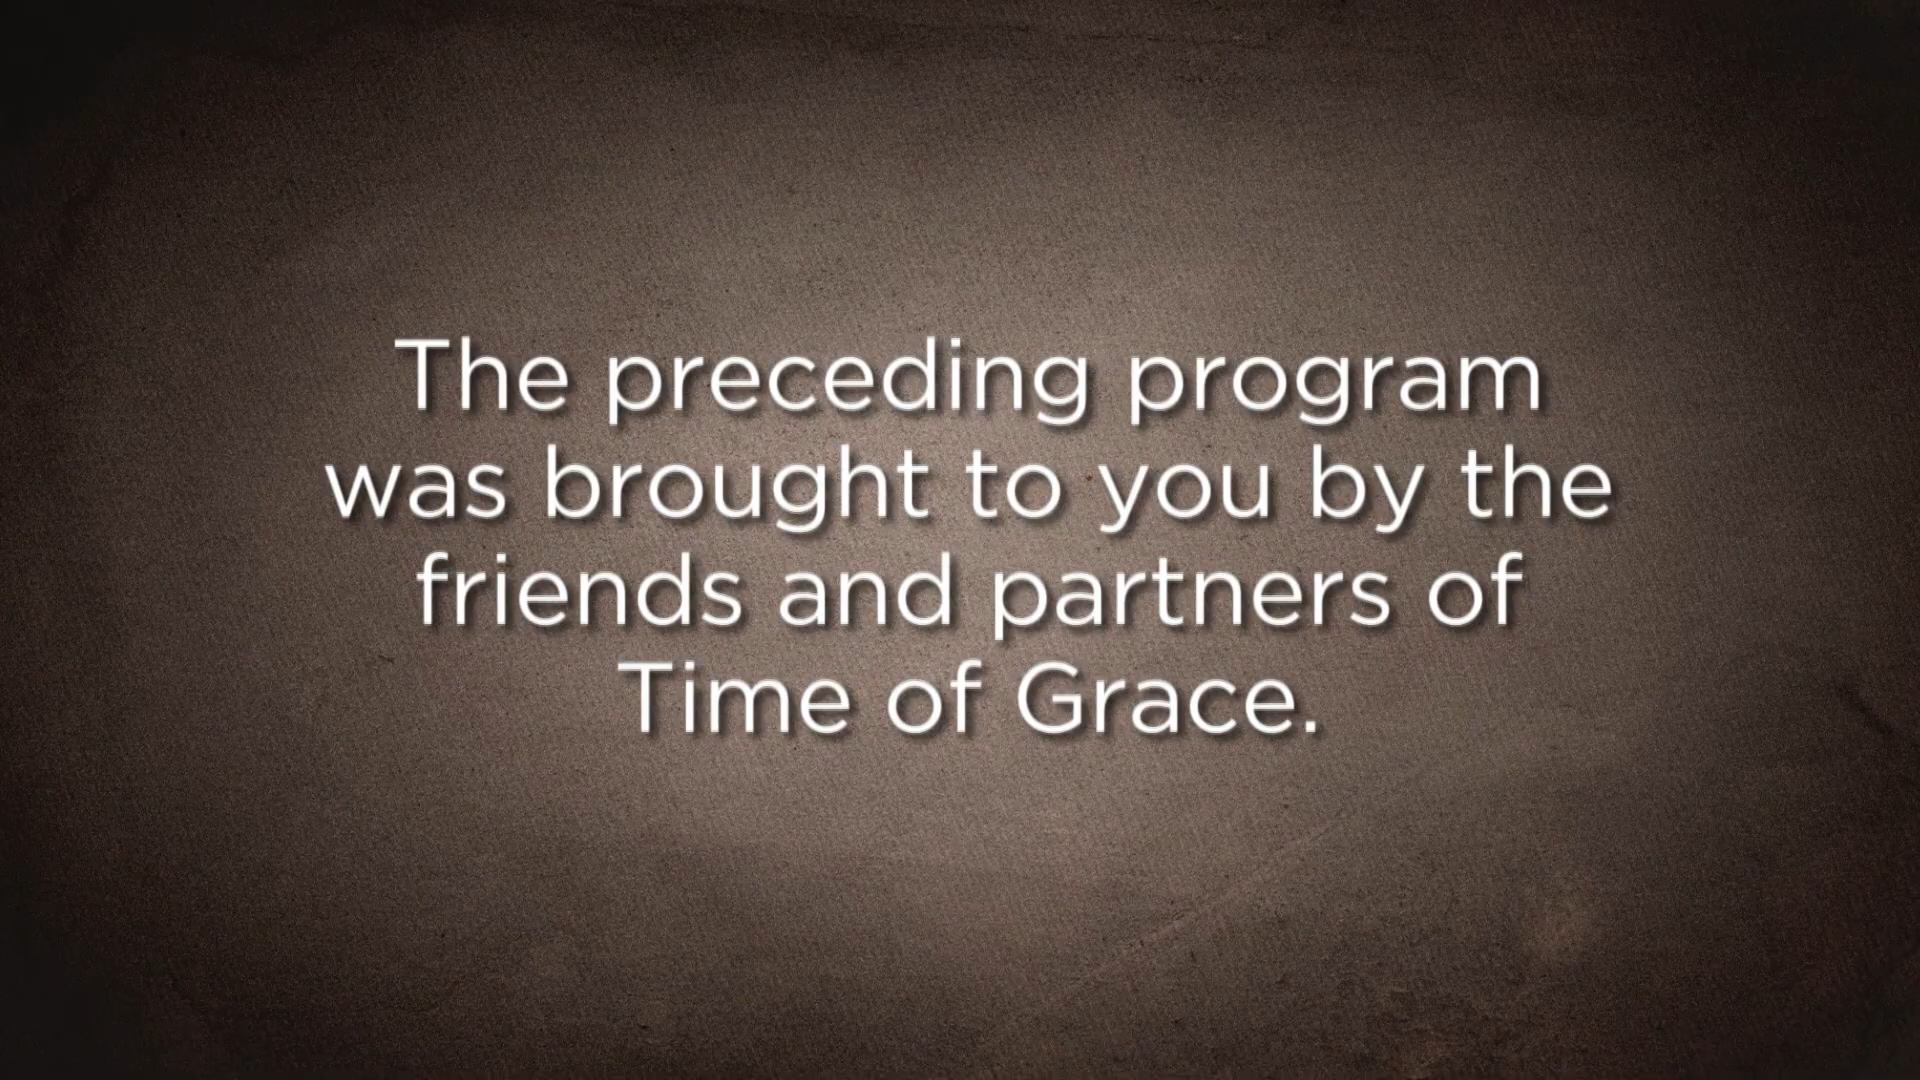 The preceding program
was brought to you by the
friends and partners of
Time of Grace.